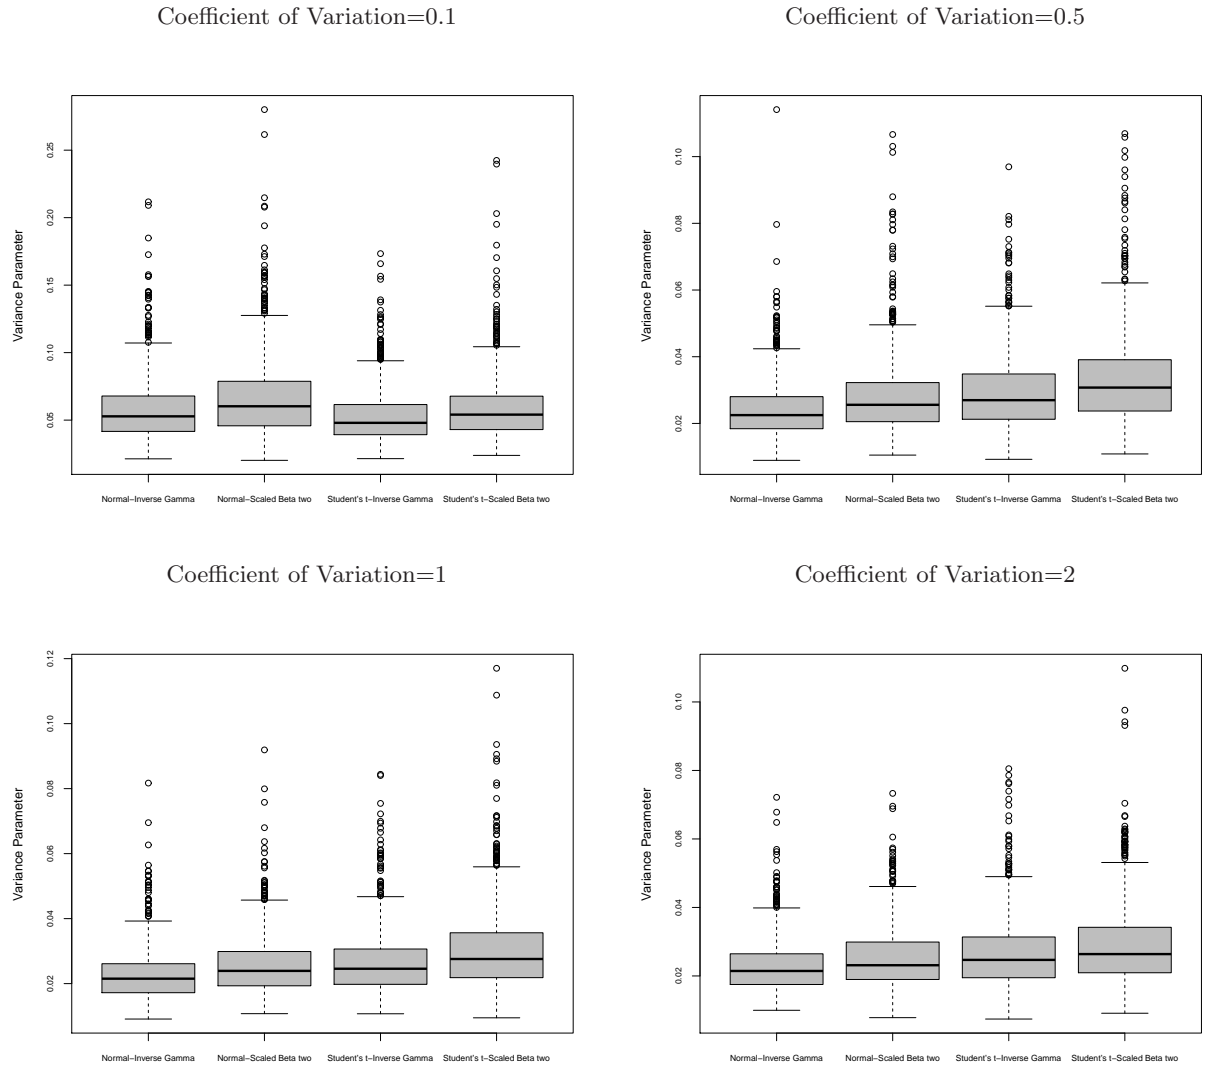 Coefficient of Variation=0.1
Coefficient of Variation=0.5
Variance Parameter
0.25
0.20
0.15
0.10
0.05
Normal−Inverse Gamma
Normal−Scaled Beta two
Student's t−Inverse Gamma
Student's t−Scaled Beta two
Variance Parameter
0.10
0.08
0.06
0.04
0.02
Normal−Inverse Gamma
Normal−Scaled Beta two
Student's t−Inverse Gamma
Student's t−Scaled Beta two
Coefficient of Variation=1
Coefficient of Variation=2
Variance Parameter
0.12
0.10
0.08
0.06
0.04
0.02
Normal−Inverse Gamma
Normal−Scaled Beta two
Student's t−Inverse Gamma
Student's t−Scaled Beta two
Variance Parameter
0.10
0.08
0.06
0.04
0.02
Normal−Inverse Gamma
Normal−Scaled Beta two
Student's t−Inverse Gamma
Student's t−Scaled Beta two